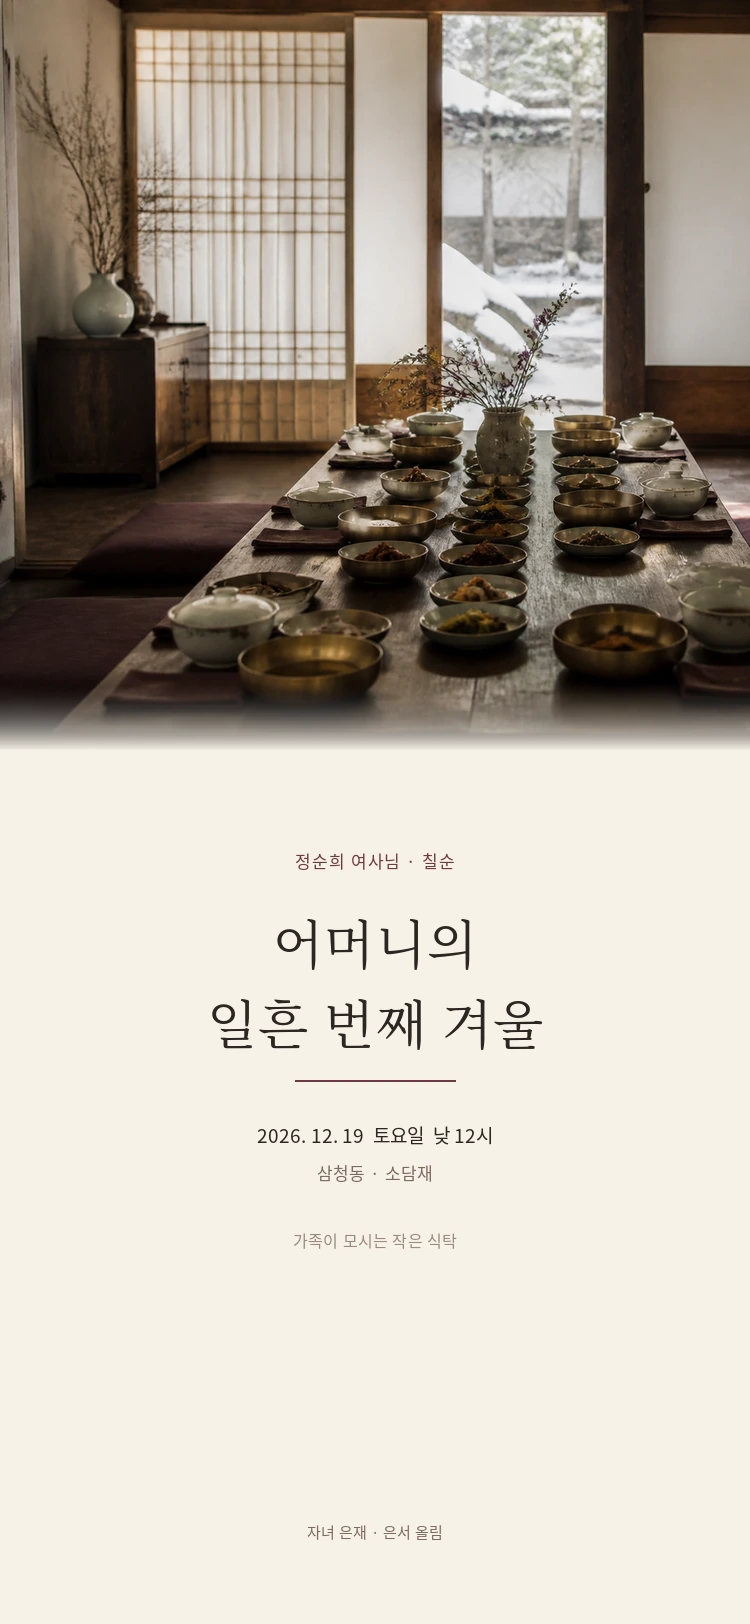 정순희 여사님 · 칠순
어머니의
일흔 번째 겨울
2026. 12. 19 토요일 낮 12시
삼청동 · 소담재
가족이 모시는 작은 식탁
자녀 은재 · 은서 올림